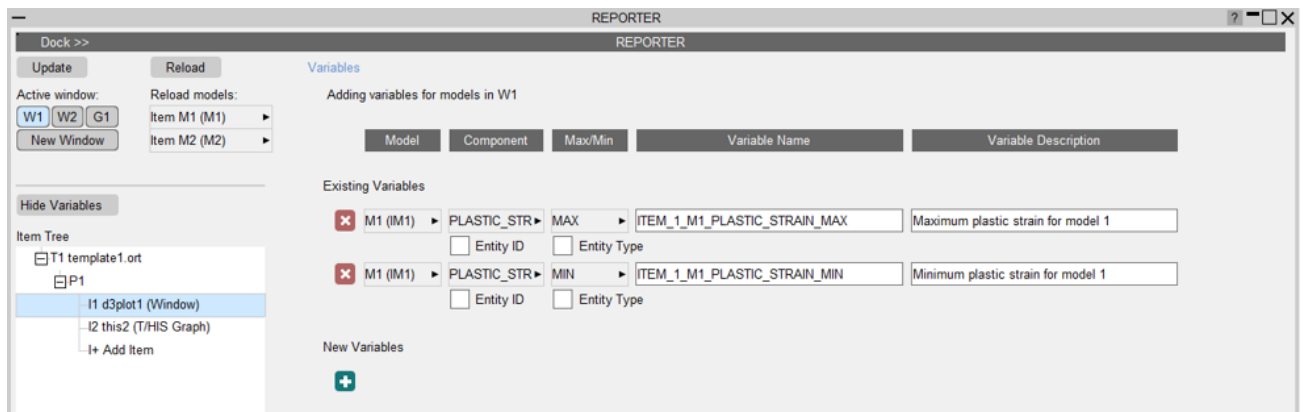 REPORTER
?
Dock >> REPORTER
Update Reload Variables
Active window: Reload models: Adding variables for models in W1
W1 W2 G1 Item M1 (M1)
New Window Item M2 (M2) Model Component Max/Min Variable Name Variable Description
Existing Variables
Hide Variables
M1 (IM1) PLASTIC_STR MAX ITEM_1_M1_PLASTIC_STRAIN_MAX Maximum plastic strain for model 1
Item Tree Entity ID Entity Type
T1 template1.ort
M1 (IM1) PLASTIC_STR MIN ITEM_1_M1_PLASTIC_STRAIN_MIN Minimum plastic strain for model 1
P1
I1 d3plot1 (Window) Entity ID Entity Type
I2 this2 (T/HIS Graph)
I+ Add Item New Variables